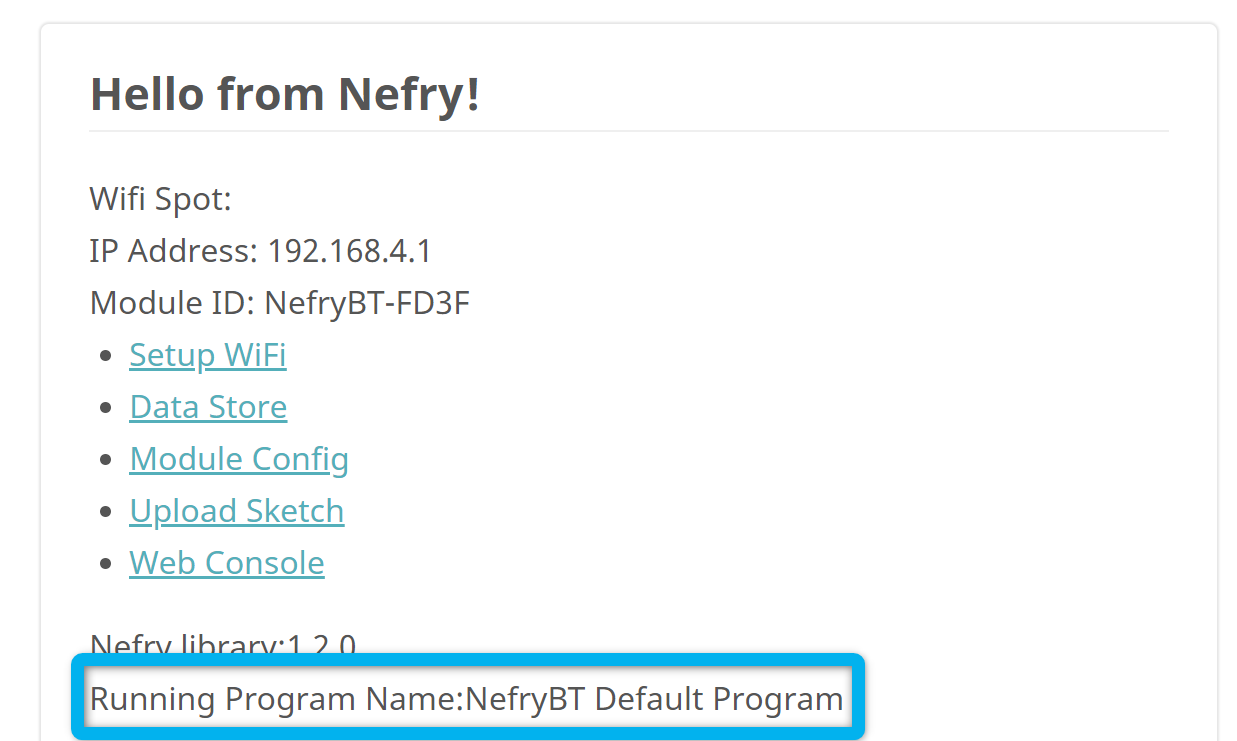 Hello from Nefry!
Wifi Spot:
IP Address: 192.168.4.1
Module ID: NefryBT-FD3F
Setup WiFi
Data Store
Module Config
Upload Sketch
Web Console
Nefry library:1.2.0
Running Program Name:NefryBT Default Program